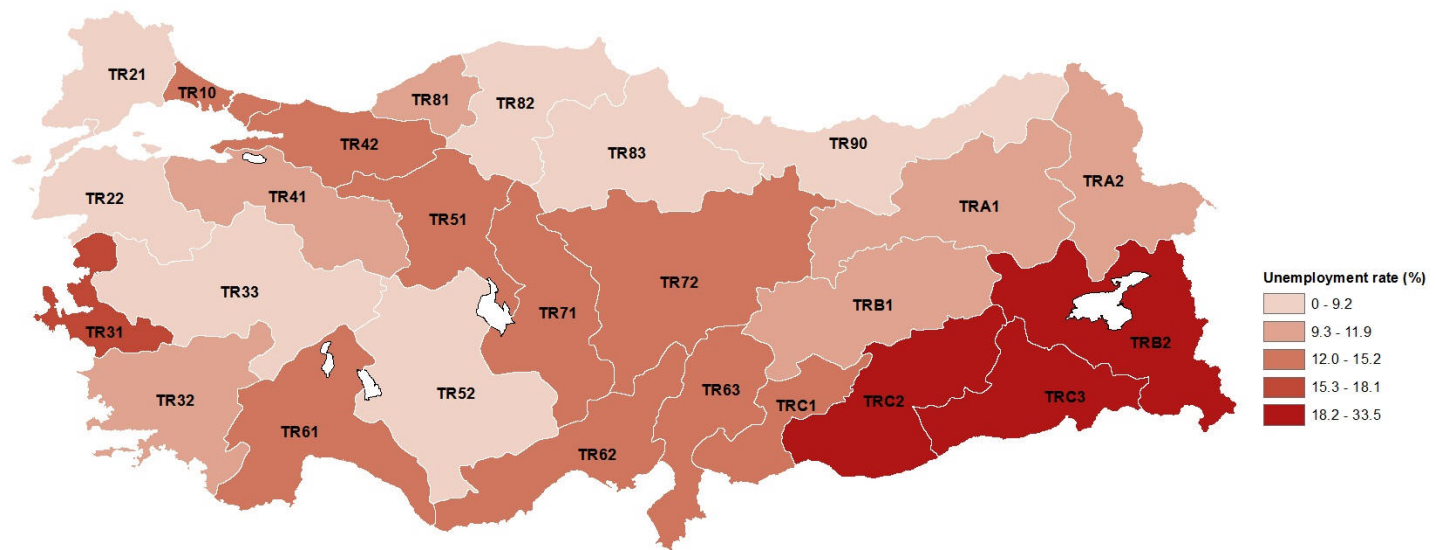 TR21
TR10
TR81
TR82
TR42
TR83
TR90
TR22
TR41
TR51
TRA1
TRA2
TR33
TR31
TR71
TR72
TRB1
TRB2
TR32
TR52
TR61
TR62
TR63
TRC1
TRC2
TRC3
Unemployment rate (%)
0 - 9.2
9.3 - 11.9
12.0 - 15.2
15.3 - 18.1
18.2 - 33.5